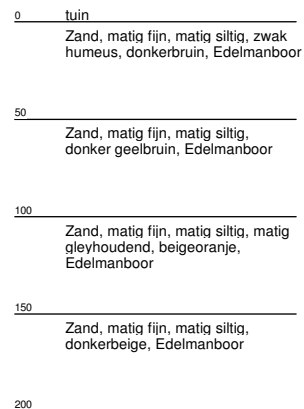 0 tuin
Zand, matig fijn, matig siltig, zwak
humeus, donkerbruin, Edelmanboor
50
Zand, matig fijn, matig siltig,
donker geelbruin, Edelmanboor
100
Zand, matig fijn, matig siltig, matig
gleyhoudend, beigeoranje,
Edelmanboor
150
Zand, matig fijn, matig siltig,
donkerbeige, Edelmanboor
200